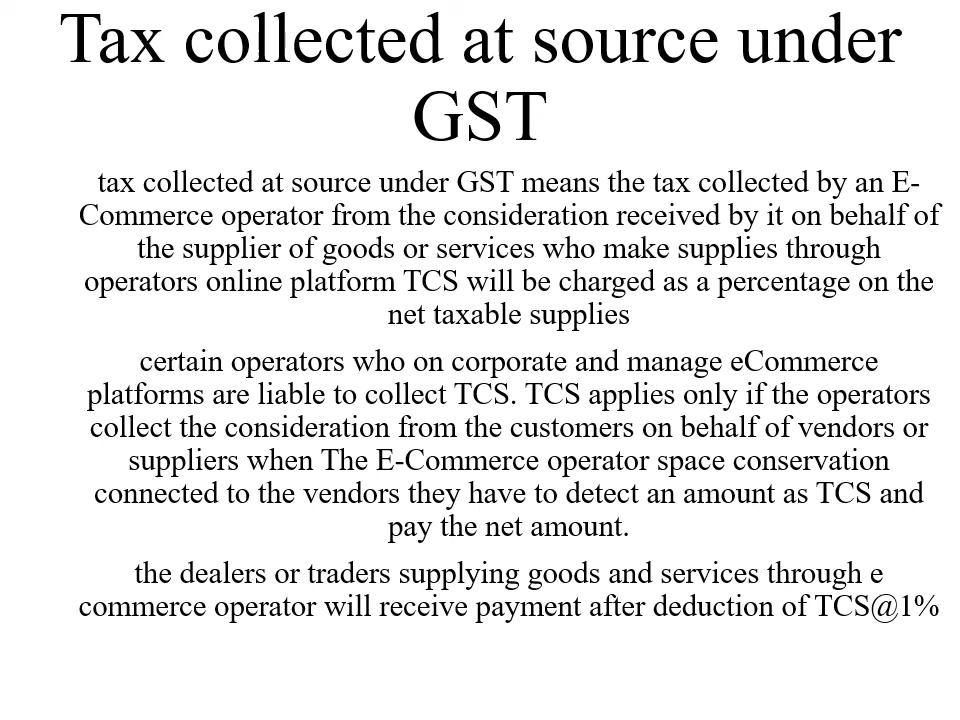 Tax collected at source under
GST
tax collected at source under GST means the tax collected by an E-
Commerce operator from the consideration received by it on behalf of
the supplier of goods or services who make supplies through
operators online platform TCS will be charged as a percentage on the
net taxable supplies
certain operators who on corporate and manage eCommerce
platforms are liable to collect TCS. TCS applies only if the operators
collect the consideration from the customers on behalf of vendors or
suppliers when The E-Commerce operator space conservation
connected to the vendors they have to detect an amount as TCS and
pay the net amount.
the dealers or traders supplying goods and services through e
commerce operator will receive payment after deduction of TCS@1%